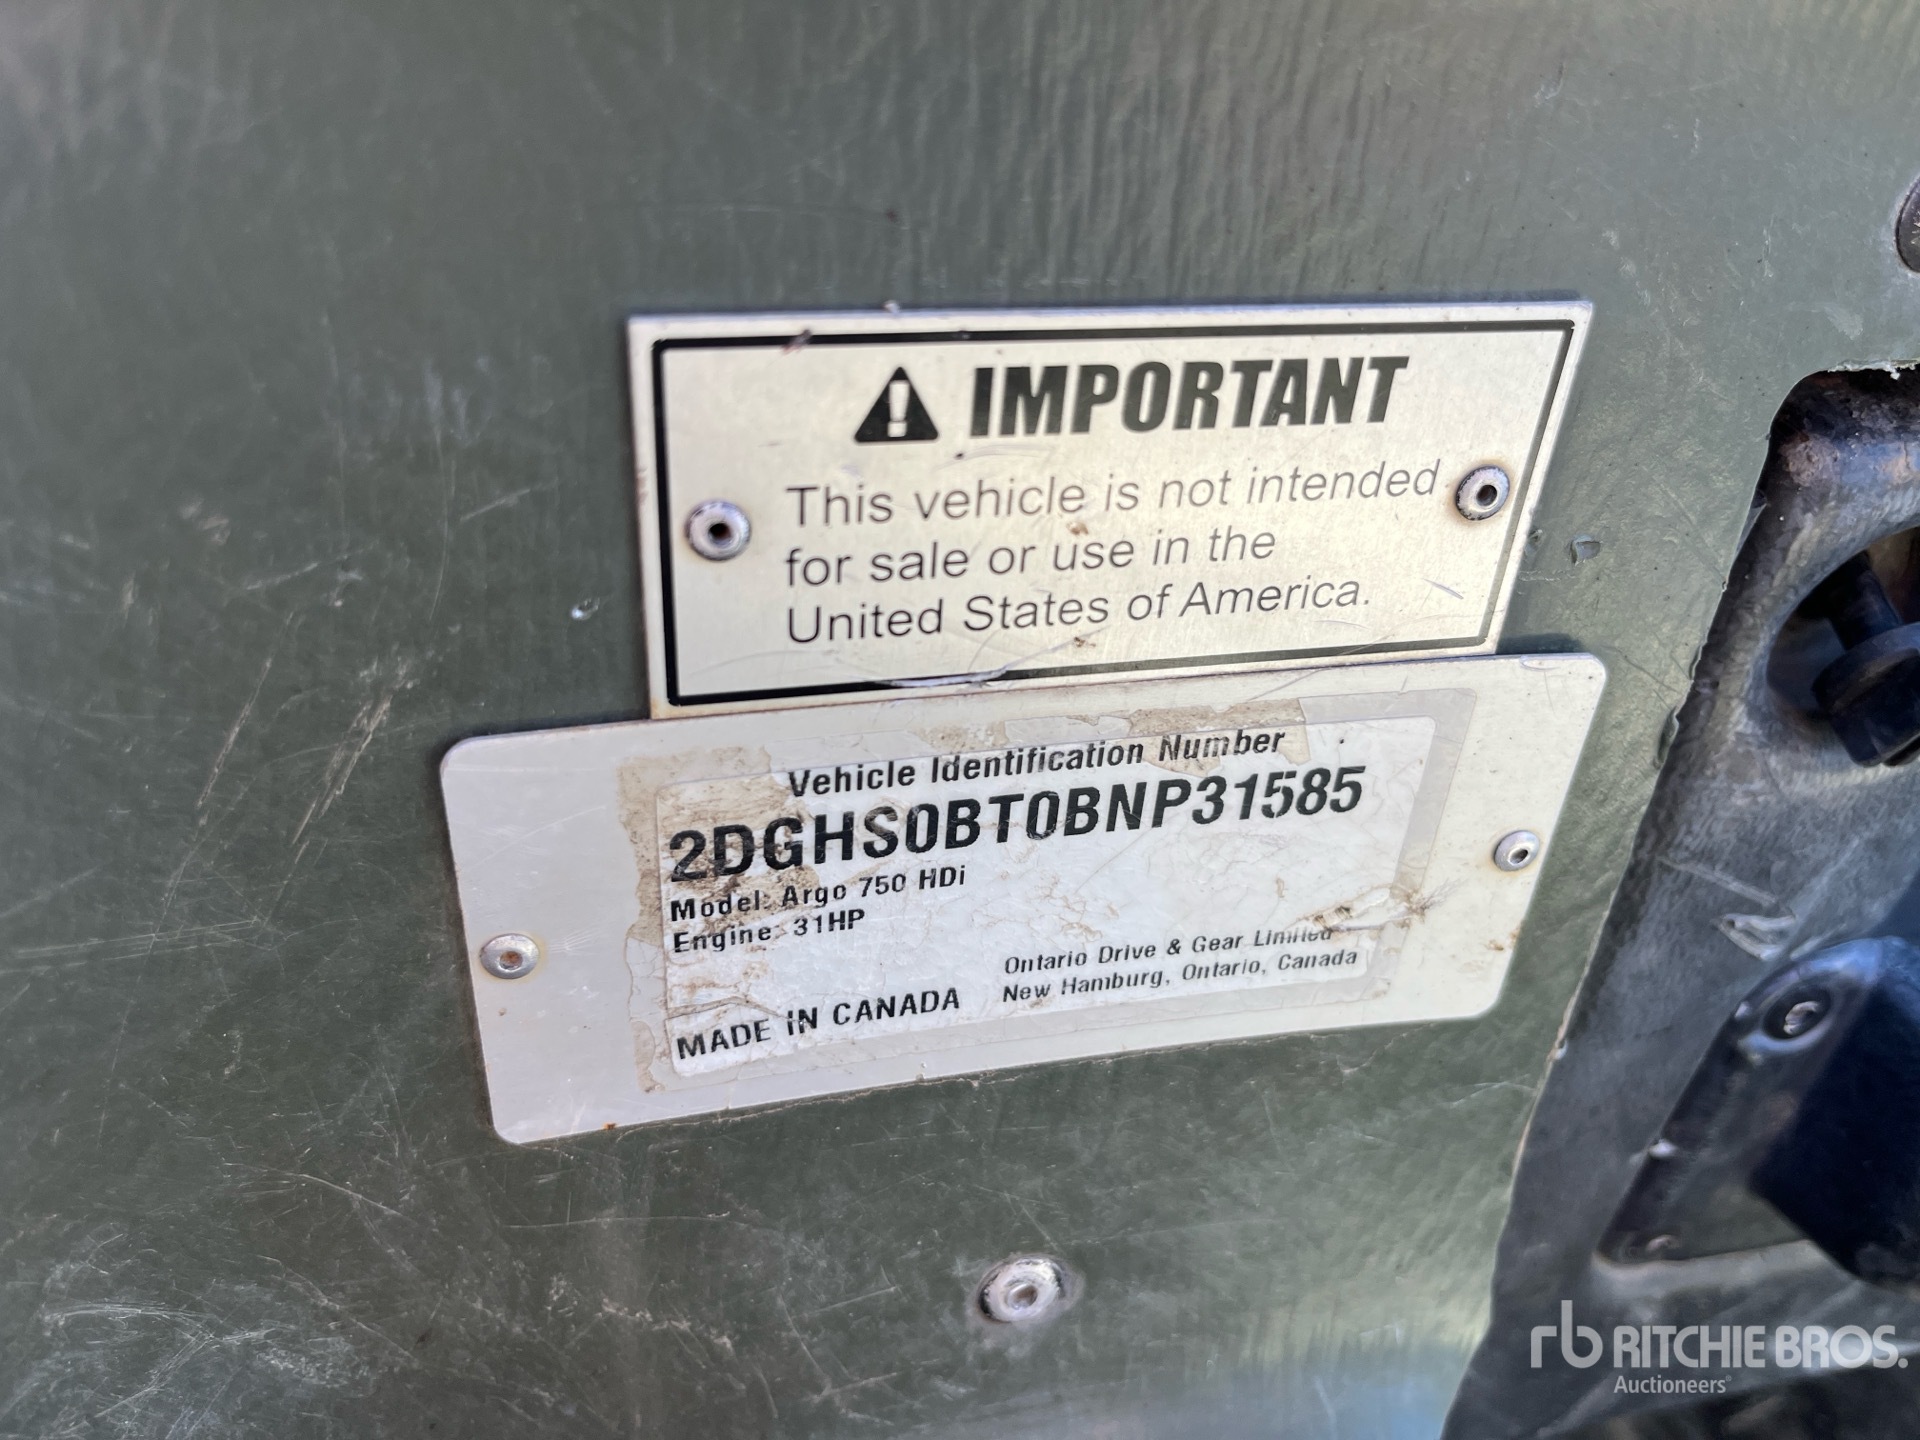 IMPORTANT
This vehicle is not intended
for sale or use in the
United States of America.
Vehicle Identification Number
2DGHS0BT0BNP31585
Model: Argo 750 HDi
Engine: 31HP
Ontario Drive & Gear Limited
New Hamburg, Ontario, Canada
MADE IN CANADA
rb RITCHIE BROS.
Auctioneers